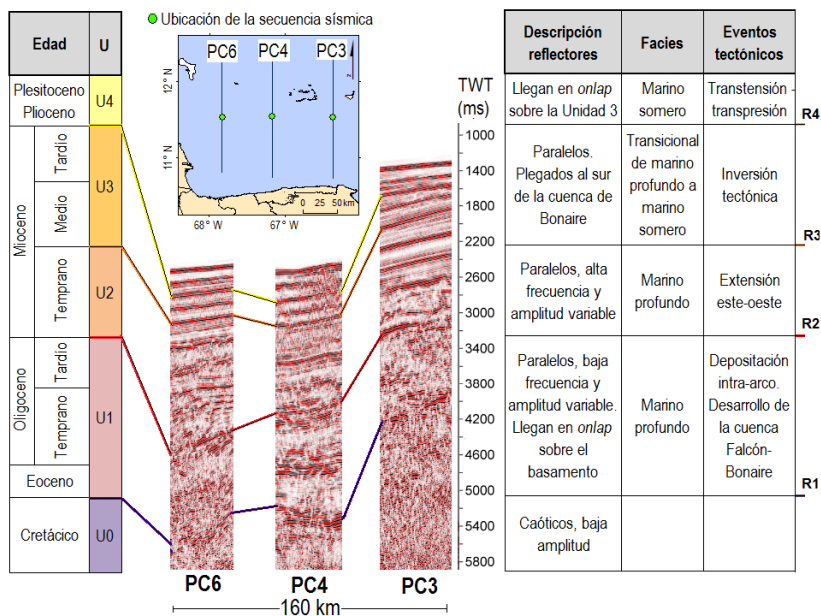 Ubicación de la secuencia sísmica
Edad
U
Plesitoceno
Plioceno
U4
Mioceno
Tardio
Medio
U3
Temprano
U2
Oligoceno
Tardio
Temprano
U1
Eoceno
Cretácico
U0
PC6
PC4
PC3
12° N
11° N
68° W
67° W
0 25 50
km
TWT
(ms)
1000
1400
1800
2200
2600
3000
3400
3800
4200
4600
5000
5400
5800
PC6
PC4
PC3
160 km
Descripción
reflectores
Facies
Eventos
tectónicos
Llegan en onlap
sobre la Unidad 3
Marino
somero
Transtensión -
transpresión
R4
Paralelos.
Plegados al sur
de la cuenca de
Bonaire
Transicional
de marino
profundo a
marino
somero
Inversión
tectónica
R3
Paralelos, alta
frecuencia y
amplitud variable
Marino
profundo
Extensión
este-oeste
R2
Paralelos, baja
frecuencia y
amplitud variable.
Llegan en onlap
sobre el
basamento
Marino
profundo
Depositación
intra-arco.
Desarrollo de
la cuenca
Falcón-
Bonaire
R1
Caóticos, baja
amplitud